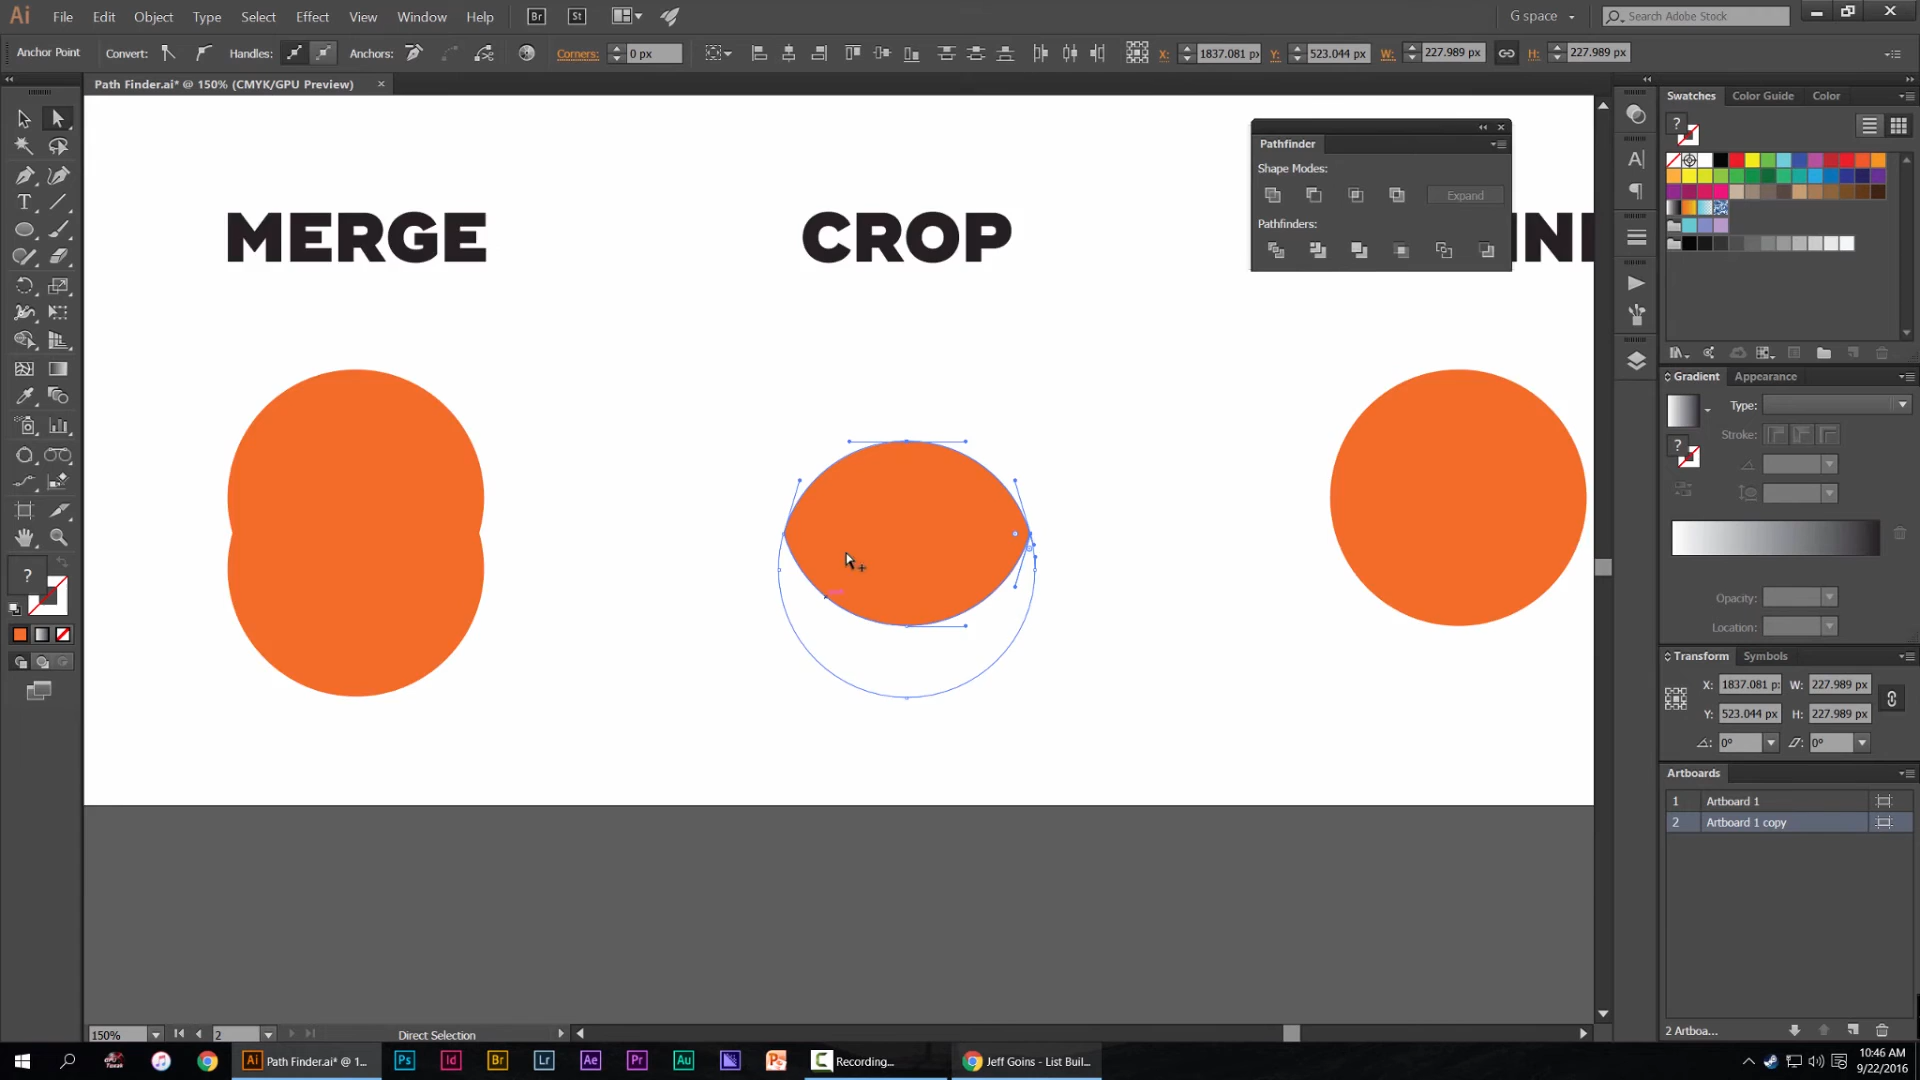 Ai File Edit Object Type Select Effect View Window Help Br St G space Search Adobe Stock
Anchor Point Convert: Handles: Anchors: Corners: 0 px X: 1837.081 px Y: 523.044 px W: 227.989 px H: 227.989 px
Path Finder.ai* @ 150% (CMYK/GPU Preview)
Swatches Color Guide Color
Pathfinder
Shape Modes:
Expand
Pathfinders:
MERGE
CROP
INE
Gradient Appearance
Type:
Stroke:
Opacity:
Location:
Transform Symbols
X: 1837.081 p: W: 227.989 px
Y: 523.044 px H: 227.989 px
0° 0°
Artboards
1 Artboard 1
2 Artboard 1 copy
150% 2 Direct Selection
2 Artboa...
Ai Path Finder.ai* @ 1... Ps Id Br Lr Ae Pr Au Recording... Jeff Goins - List Buil...
10:46 AM
9/22/2016